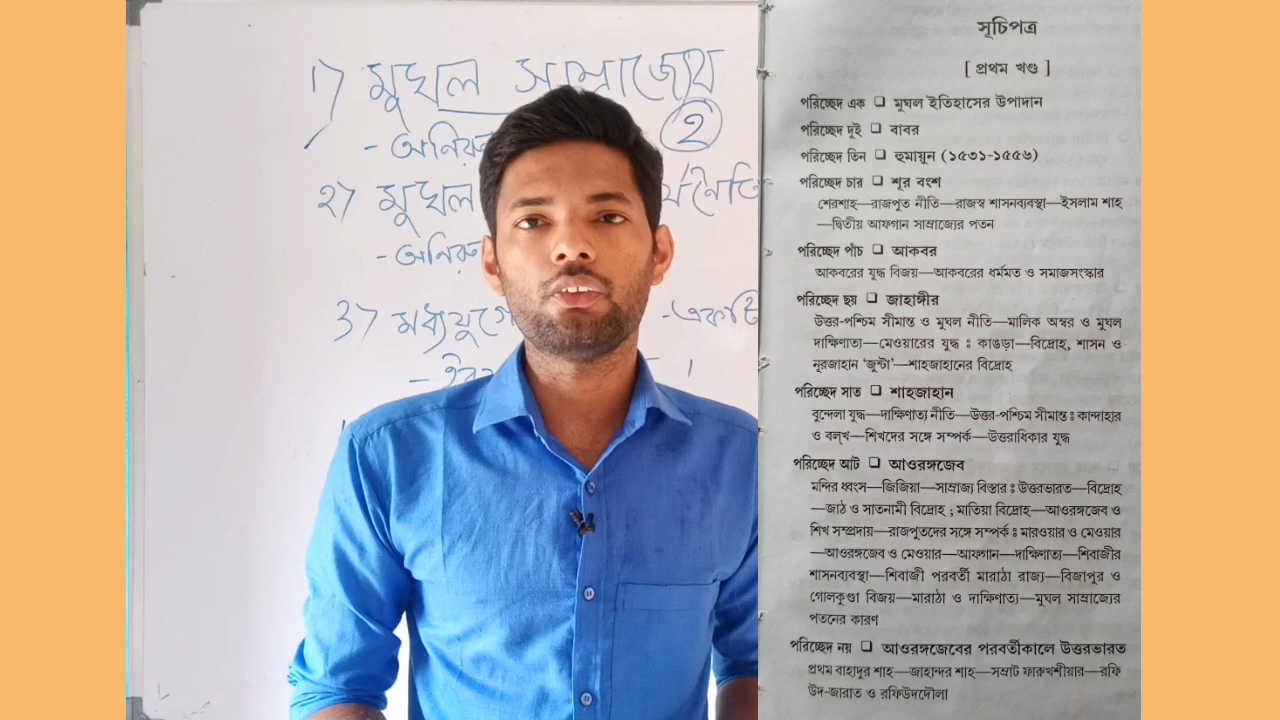 ১) মুঘল সাম্রাজ্যে
২
২) মুঘল
৩) মধ্যযুগে -একটি
সূচিপত্র
[ প্রথম খণ্ড ]
পরিচ্ছেদ এক ❑ মুঘল ইতিহাসের উপাদান
পরিচ্ছেদ দুই ❑ বাবর
পরিচ্ছেদ তিন ❑ হুমায়ুন (১৫৩১-১৫৫৬)
পরিচ্ছেদ চার ❑ শূর বংশ
শেরশাহ—রাজপুত নীতি—রাজস্ব শাসনব্যবস্থা—ইসলাম শাহ
—দ্বিতীয় আফগান সাম্রাজ্যের পতন
পরিচ্ছেদ পাঁচ ❑ আকবর
আকবরের যুদ্ধ বিজয়—আকবরের ধর্মমত ও সমাজসংস্কার
পরিচ্ছেদ ছয় ❑ জাহাঙ্গীর
উত্তর-পশ্চিম সীমান্ত ও মুঘল নীতি—মালিক অম্বর ও মুঘল
দাক্ষিণাত্য—মেওয়ারের যুদ্ধ ঃ কাঙড়া—বিদ্রোহ, শাসন ও
নূরজাহান ‘জুন্টা’—শাহজাহানের বিদ্রোহ
পরিচ্ছেদ সাত ❑ শাহজাহান
বুন্দেলা যুদ্ধ—দাক্ষিণাত্য নীতি—উত্তর-পশ্চিম সীমান্ত ঃ কান্দাহার
ও বল্‌খ—শিখদের সঙ্গে সম্পর্ক—উত্তরাধিকার যুদ্ধ
পরিচ্ছেদ আট ❑ আওরঙ্গজেব
মন্দির ধ্বংস—জিজিয়া—সাম্রাজ্য বিস্তার ঃ উত্তরভারত—বিদ্রোহ
—জাঠ ও সাতনামী বিদ্রোহ ; মাতিয়া বিদ্রোহ—আওরঙ্গজেব ও
শিখ সম্প্রদায়—রাজপুতদের সঙ্গে সম্পর্ক ঃ মারওয়ার ও মেওয়ার
—আওরঙ্গজেব ও মেওয়ার—আফগান—দাক্ষিণাত্য—শিবাজীর
শাসনব্যবস্থা—শিবাজী পরবর্তী মারাঠা রাজ্য—বিজাপুর ও
গোলকুণ্ডা বিজয়—মারাঠা ও দাক্ষিণাত্য—মুঘল সাম্রাজ্যের
পতনের কারণ
পরিচ্ছেদ নয় ❑ আওরঙ্গজেবের পরবর্তীকালে উত্তরভারত
প্রথম বাহাদুর শাহ—জাহান্দর শাহ—সম্রাট ফারুখশীয়ার—রফি
উদ-জারাত ও রফিউদদৌলা